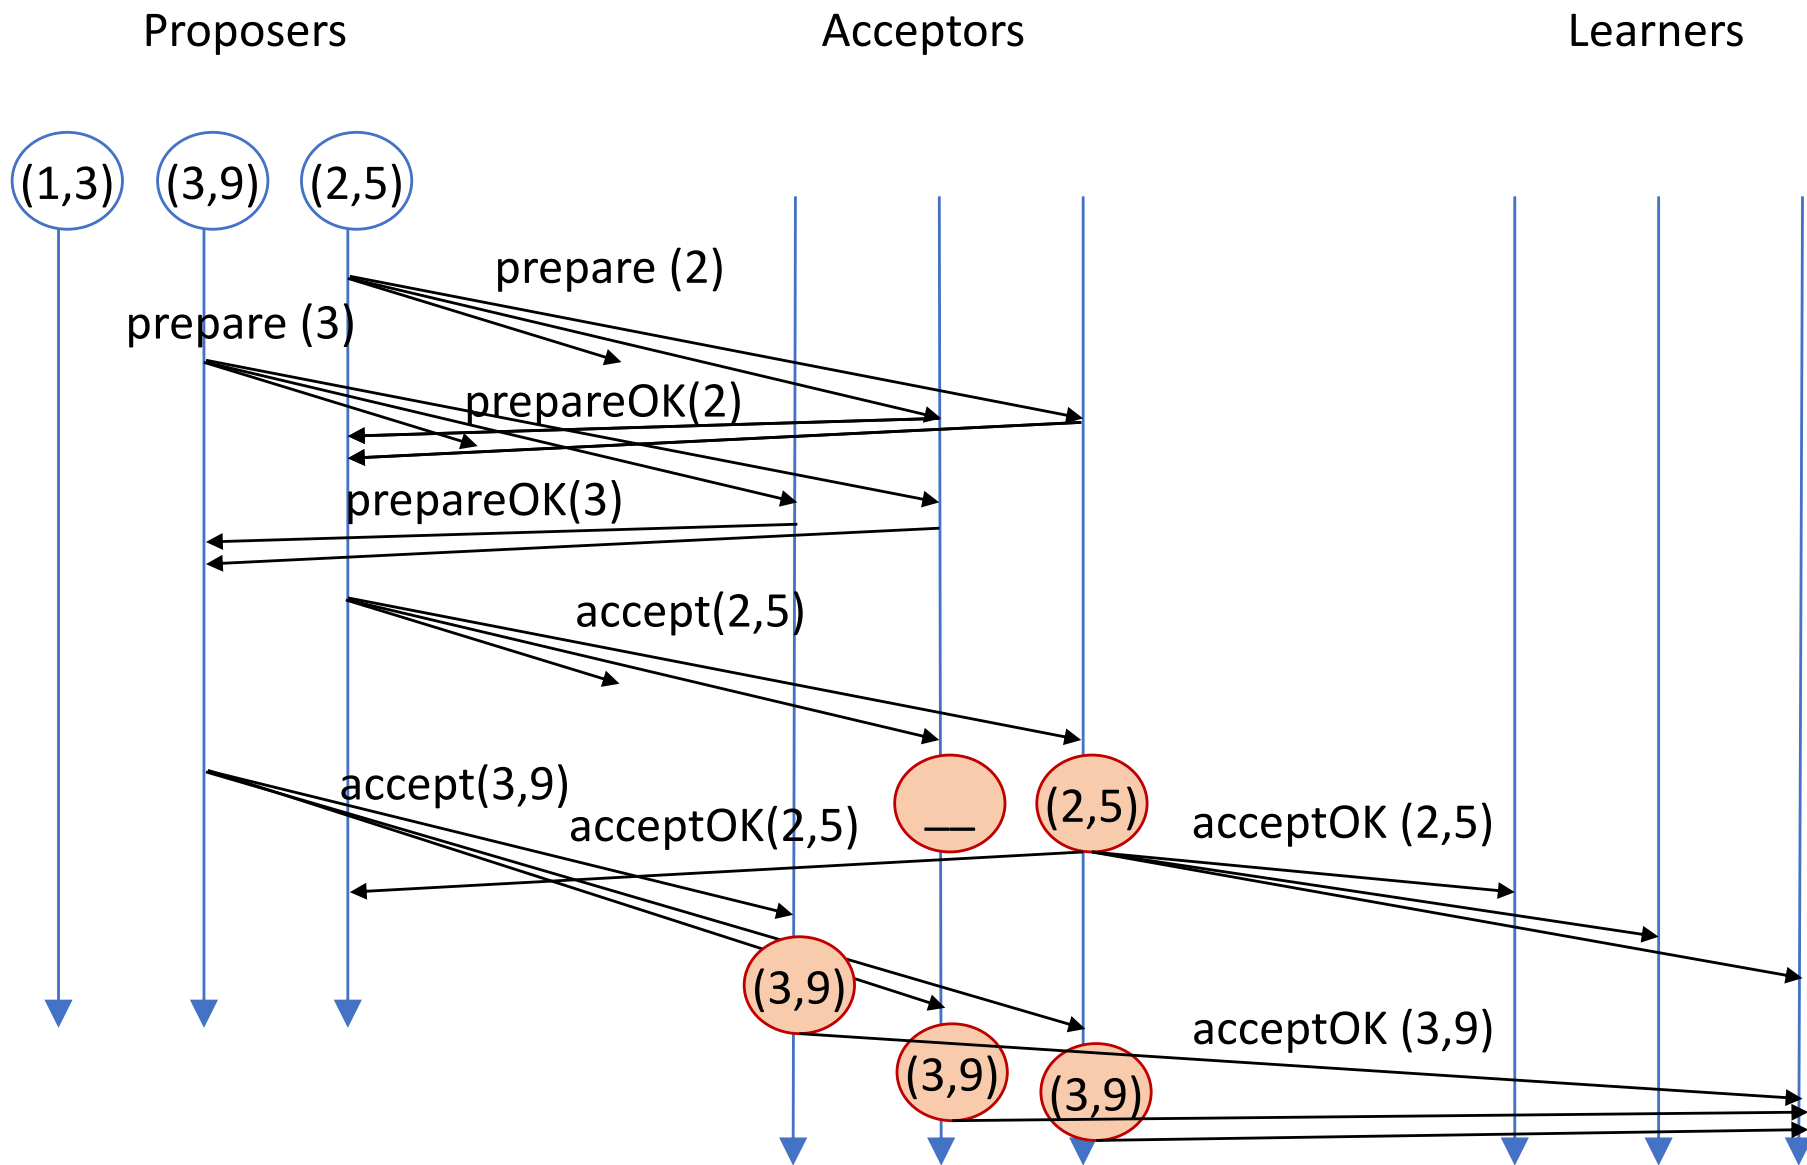 Proposers
Acceptors
Learners
(1,3)
(3,9)
(2,5)
prepare (2)
prepare (3)
prepareOK(2)
prepareOK(3)
accept(2,5)
accept(3,9)
acceptOK(2,5)
__
(2,5)
acceptOK (2,5)
(3,9)
acceptOK (3,9)
(3,9)
(3,9)